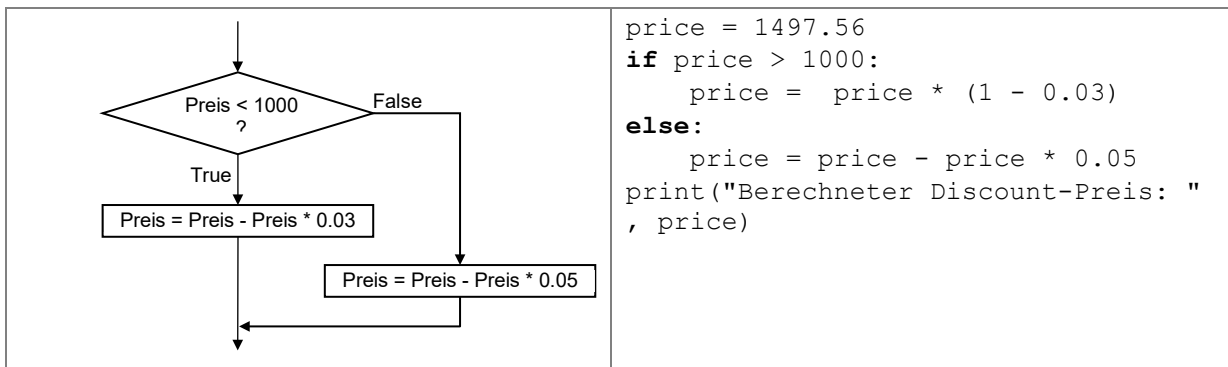 Preis < 1000
?
False
True
Preis = Preis - Preis * 0.03
Preis = Preis - Preis * 0.05
price = 1497.56
if price > 1000:
    price =  price * (1 - 0.03)
else:
    price = price - price * 0.05
print("Berechneter Discount-Preis: "
, price)